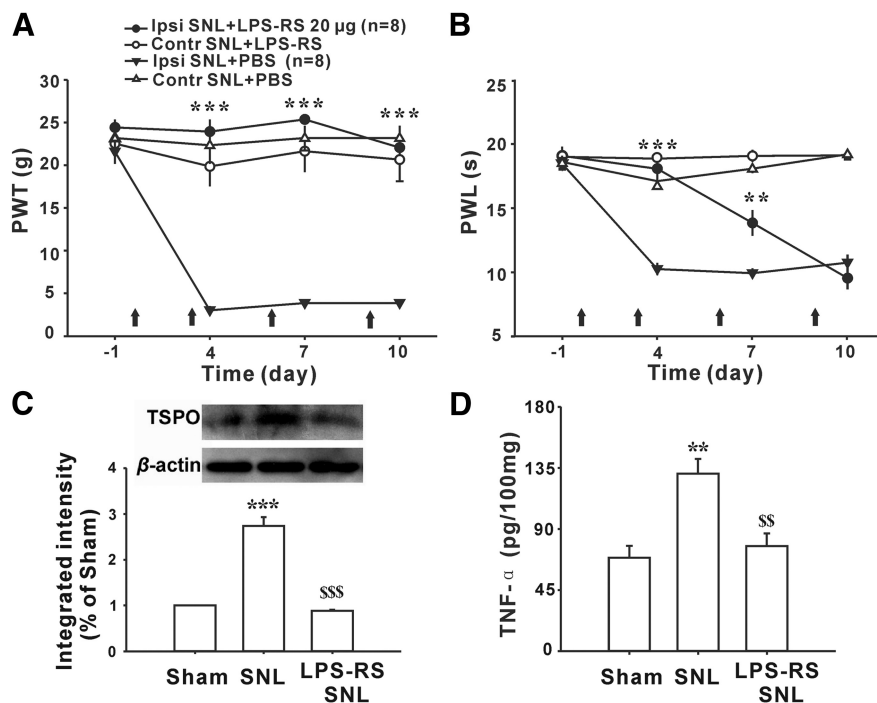 A
Ipsi SNL+LPS-RS 20 µg (n=8)
Contr SNL+LPS-RS
Ipsi SNL+PBS (n=8)
Contr SNL+PBS
PWT (g)
30
25
20
15
10
5
0
*** *** ***
-1 4 7 10
Time (day)
B
PWL (s)
25
20
15
10
5
***
**
-1 4 7 10
Time (day)
C
TSPO
β-actin
Integrated intensity
(% of Sham)
4
3
2
1
0
***
$$$
Sham SNL LPS-RS
SNL
D
TNF-α (pg/100mg)
180
135
90
45
0
**
$$
Sham SNL LPS-RS
SNL